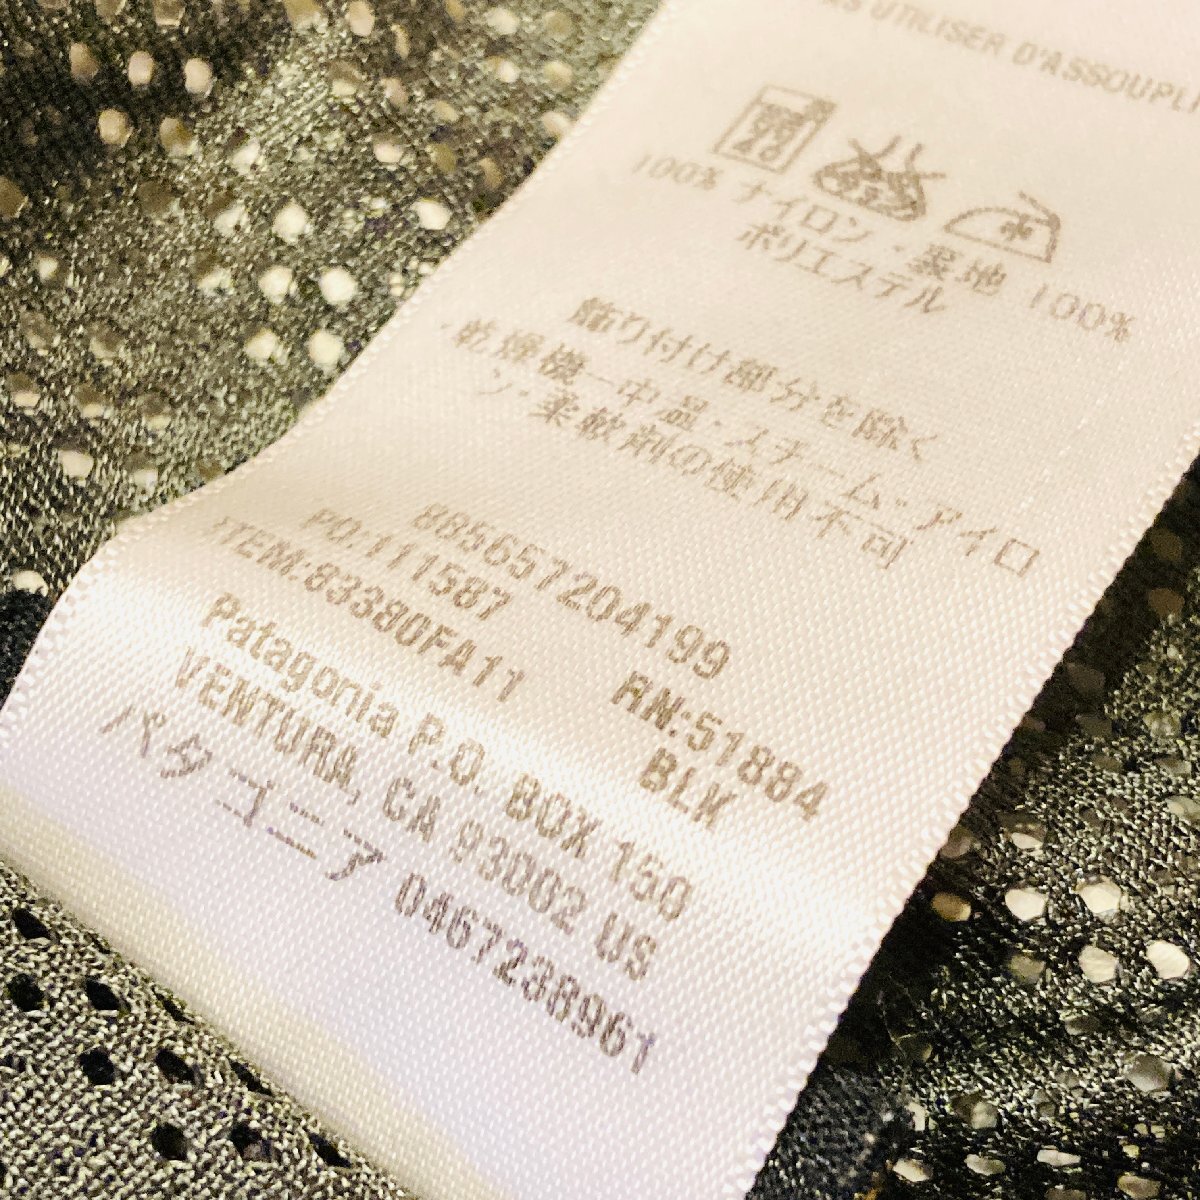 UTILISER D'ASSOUPLI
40
100% ナイロン・裏地 100%
ポリエステル
飾り付け部分を除く
・乾燥機－中温・スチーム・アイロ
ン・柔軟剤の使用不可
885657204199
PO:111587 RN:51884
ITEM:83380FA11 BLK
Patagonia P.O. BOX 150
VENTURA, CA 93002 US
パタゴニア 0467238961